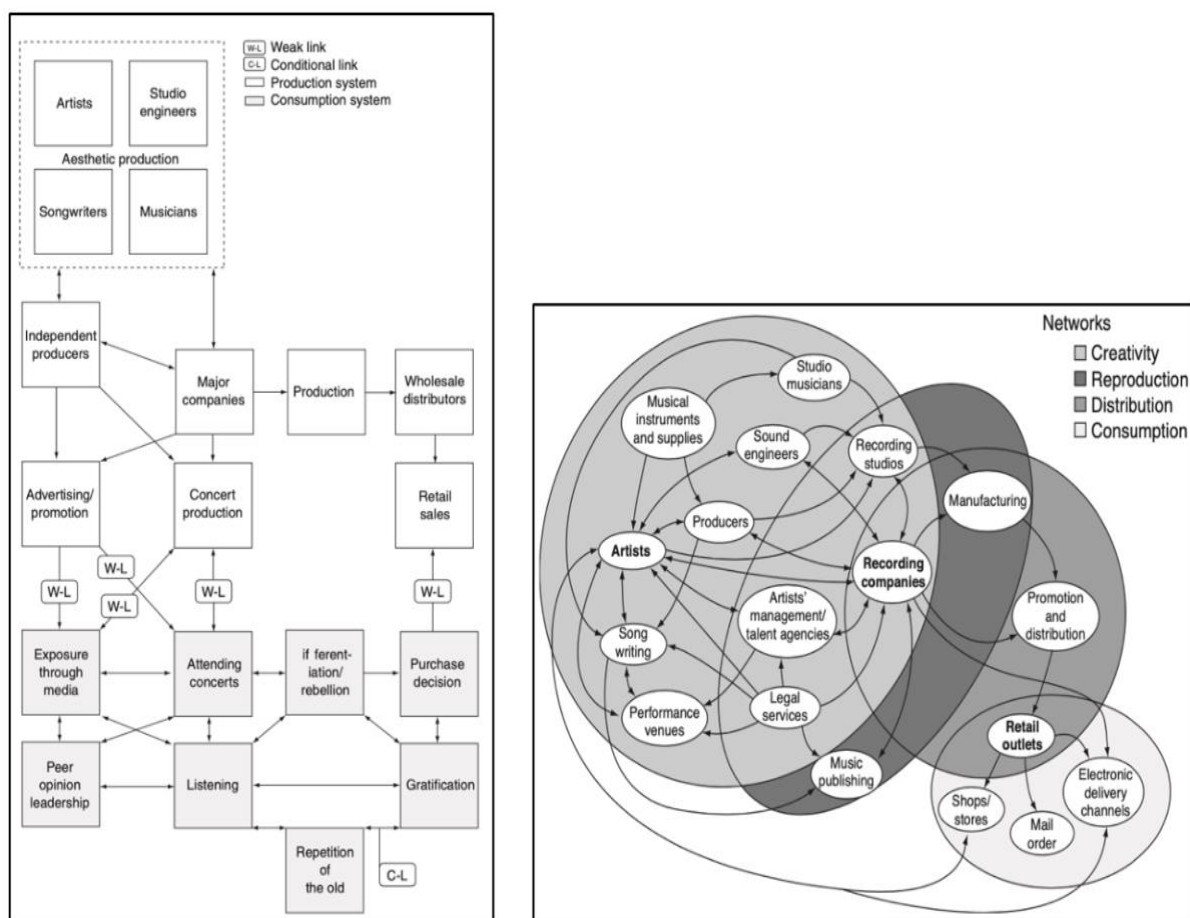 W-L Weak link
C-L Conditional link
Production system
Consumption system
Artists
Studio
engineers
Aesthetic production
Songwriters
Musicians
Independent
producers
Major
companies
Production
Wholesale
distributors
Advertising/
promotion
Concert
production
Retail
sales
W-L
W-L
W-L
W-L
W-L
Exposure
through
media
Attending
concerts
if ferent-
iation/
rebellion
Purchase
decision
Peer
opinion
leadership
Listening
Gratification
Repetition
of
the old
C-L
Networks
Creativity
Reproduction
Distribution
Consumption
Studio
musicians
Musical
instruments
and supplies
Sound
engineers
Recording
studios
Manufacturing
Producers
Artists
Recording
companies
Artists'
management/
talent agencies
Promotion
and
distribution
Song
writing
Legal
services
Performance
venues
Retail
outlets
Music
publishing
Electronic
delivery
channels
Shops/
stores
Mail
order